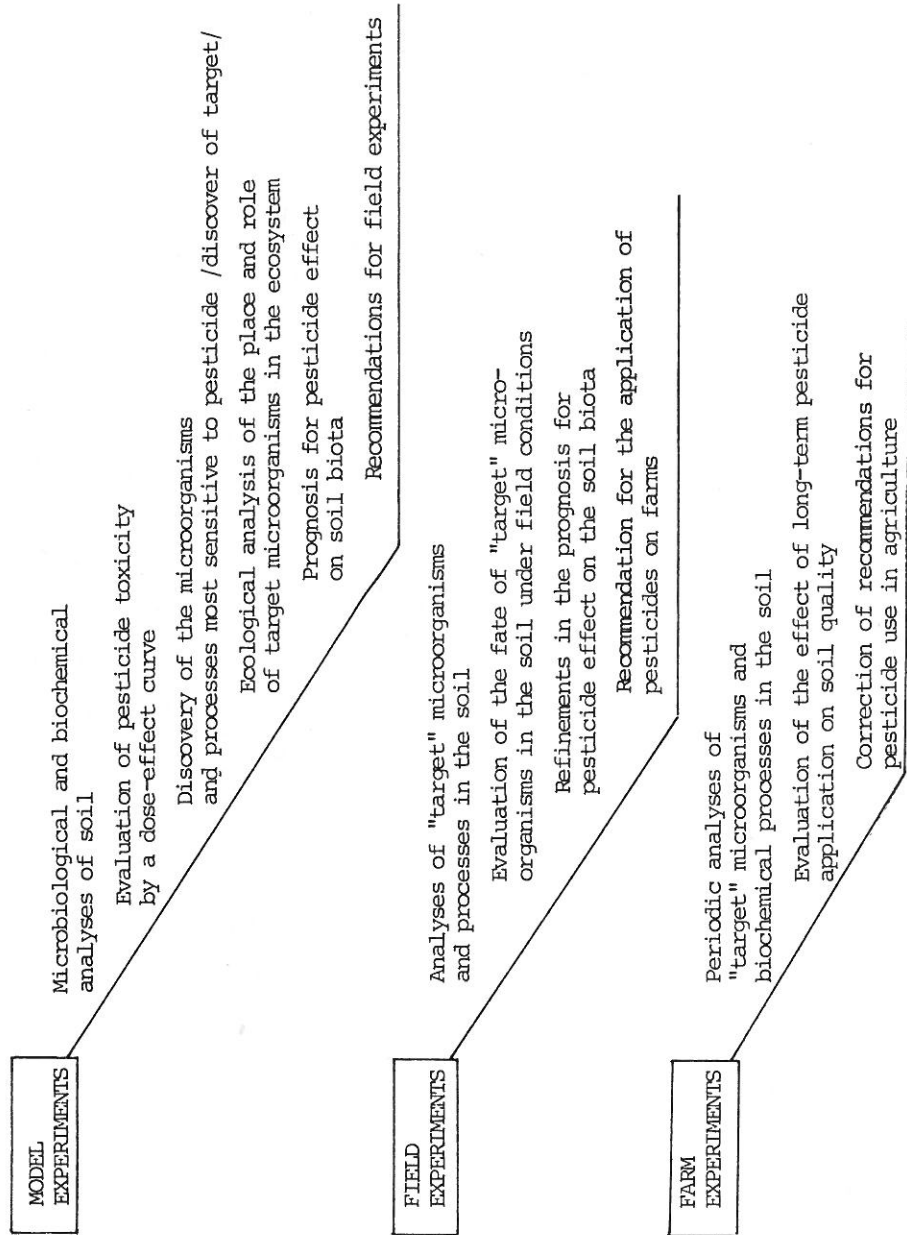 MODEL
EXPERIMENTS
Microbiological and biochemical
analyses of soil
Evaluation of pesticide toxicity
by a dose-effect curve
Discovery of the microorganisms
and processes most sensitive to pesticide /discover of target/
Ecological analysis of the place and role
of target microorganisms in the ecosystem
Prognosis for pesticide effect
on soil biota
Recommendations for field experiments
FIELD
EXPERIMENTS
Analyses of "target" microorganisms
and processes in the soil
Evaluation of the fate of "target" micro-
organisms in the soil under field conditions
Refinements in the prognosis for
pesticide effect on the soil biota
Recommendation for the application of
pesticides on farms
FARM
EXPERIMENTS
Periodic analyses of
"target" microorganisms and
biochemical processes in the soil
Evaluation of the effect of long-term pesticide
application on soil quality
Correction of recommendations for
pesticide use in agriculture